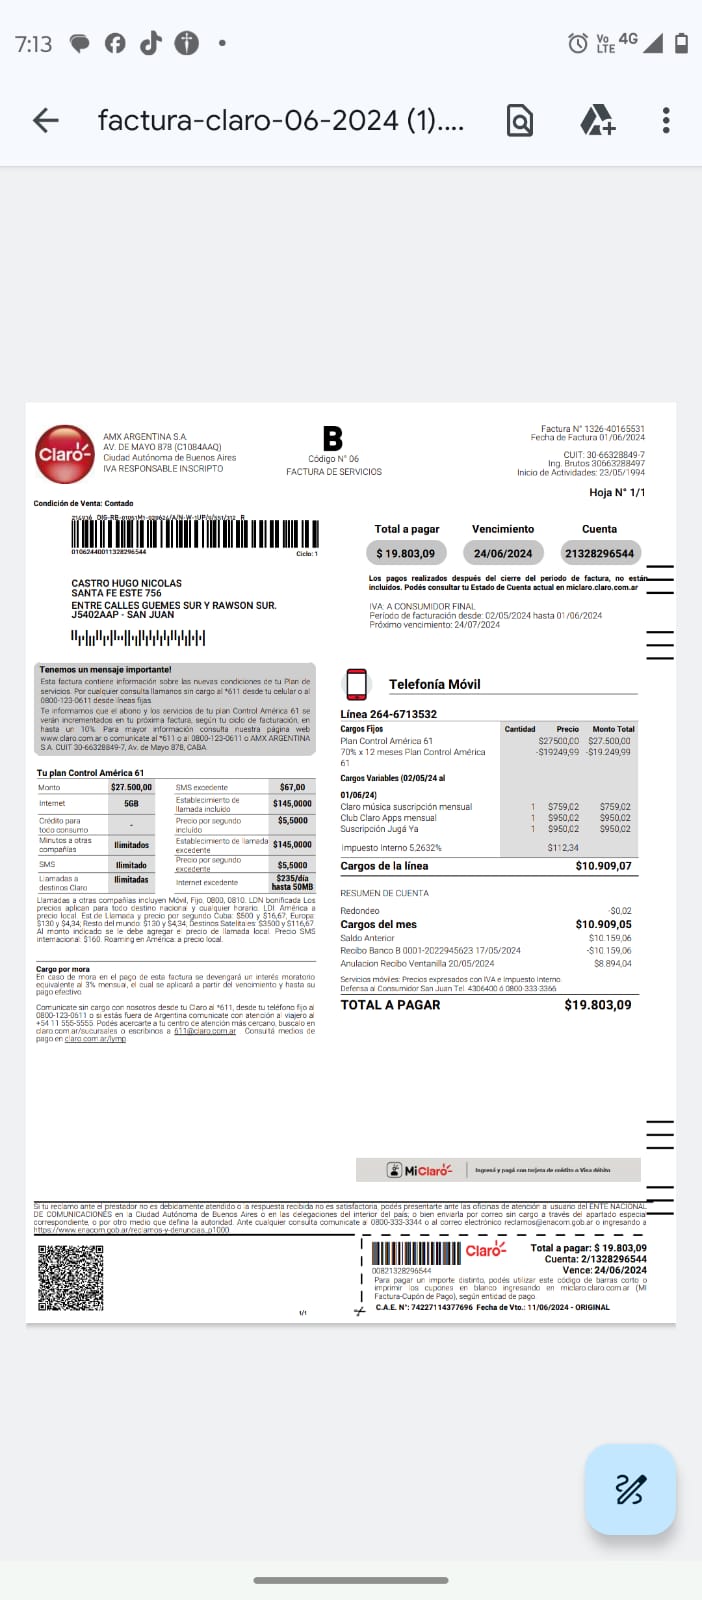 7:13
Vo LTE 4G
factura-claro-06-2024 (1)....
Claro
AMX ARGENTINA S.A.
AV. DE MAYO 878 (C1084AAQ)
Ciudad Autónoma de Buenos Aires
IVA RESPONSABLE INSCRIPTO
B
Código N° 06
FACTURA DE SERVICIOS
Factura N° 1326-40165531
Fecha de Factura 01/06/2024
CUIT: 30-66328849-7
Ing. Brutos 30663288497
Inicio de Actividades: 23/05/1994
Hoja N° 1/1
Condición de Venta: Contado
01062440011328296544
Ciclo: 1
Total a pagar Vencimiento Cuenta
$ 19.803,09 24/06/2024 21328296544
Los pagos realizados después del cierre del periodo de factura, no están
incluidos. Podés consultar tu Estado de Cuenta actual en miclaro.claro.com.ar
IVA: A CONSUMIDOR FINAL
Período de facturación desde: 02/05/2024 hasta 01/06/2024
Próximo vencimiento: 24/07/2024
CASTRO HUGO NICOLAS
SANTA FE ESTE 756
ENTRE CALLES GUEMES SUR Y RAWSON SUR.
J5402AAP - SAN JUAN
Tenemos un mensaje importante!
Esta factura contiene información sobre las nuevas condiciones de tu Plan de
servicios. Por cualquier consulta llamanos sin cargo al *611 desde tu celular o al
0800-123-0611 desde líneas fijas
Te informamos que el abono y los servicios de tu plan Control América 61 se
verán incrementados en tu próxima factura, según tu ciclo de facturación, en
hasta un 10%. Para mayor información consulta nuestra página web
www.claro.com.ar o comunicate al *611 o al 0800-123-0611 o AMX ARGENTINA
S.A. CUIT 30-66328849-7, Av. de Mayo 878, CABA
Tu plan Control América 61
Monto $27.500,00 SMS excedente $67,00
Internet 5GB Establecimiento de llamada incluido $145,0000
Crédito para todo consumo - Precio por segundo incluido $5,5000
Minutos a otras compañías Ilimitados Establecimiento de llamada excedente $145,0000
SMS Ilimitado Precio por segundo excedente $5,5000
Llamadas a destinos Claro Ilimitadas Internet excedente $235/día hasta 50MB
Llamadas a otras compañías incluyen Móvil, Fijo, 0800, 0810. LDN bonificada Los
precios aplican para todo destino nacional y cualquier horario. LDI: América a
precio local. Est de Llamada y precio por segundo Cuba: $500 y $16,67, Europa:
$130 y $4,34; Resto del mundo: $130 y $4,34; Destinos Satelitales: $3500 y $116,67
Al monto indicado se le debe agregar el precio de llamada local. Precio SMS
internacional: $160. Roaming en América: a precio local.
Cargo por mora
En caso de mora en el pago de esta factura se devengará un interés moratorio
equivalente al 3% mensual, el cual se aplicará a partir del vencimiento y hasta su
pago efectivo.
Comunicate sin cargo con nosotros desde tu Claro al *611, desde tu teléfono fijo al
0800-123-0611 o si estás fuera de Argentina comunicate con atención al viajero al
+54 11 555-5555. Podés acercarte a tu centro de atención más cercano, buscalo en
claro.com.ar/sucursales o escribinos a 611@claro.com.ar . Consultá medios de
pago en claro.com.ar/lymp
Telefonía Móvil
Línea 264-6713532
Cargos Fijos Cantidad Precio Monto Total
Plan Control América 61 $27500,00 $27.500,00
70% x 12 meses Plan Control América -$19249,99 -$19.249,99
61
Cargos Variables (02/05/24 al
01/06/24)
Claro música suscripción mensual 1 $759,02 $759,02
Club Claro Apps mensual 1 $950,02 $950,02
Suscripción Jugá Ya 1 $950,02 $950,02
Impuesto Interno 5.2632% $112,34
Cargos de la línea $10.909,07
RESUMEN DE CUENTA
Redondeo -$0,02
Cargos del mes $10.909,05
Saldo Anterior $10.159,06
Recibo Banco B 0001-2022945623 17/05/2024 -$10.159,06
Anulacion Recibo Ventanilla 20/05/2024 $8.894,04
Servicios móviles: Precios expresados con IVA e Impuesto Interno.
Defensa al Consumidor San Juan Tel. 4306400 ó 0800-333-3366
TOTAL A PAGAR $19.803,09
MiClaro Ingresá y pagá con tarjeta de crédito o Visa débito
Si tu reclamo ante el prestador no es debidamente atendido o la respuesta recibida no es satisfactoria, podés presentarte ante las oficinas de atención al usuario del ENTE NACIONAL
DE COMUNICACIONES en la Ciudad Autónoma de Buenos Aires o en las delegaciones del interior del país; o bien enviarla por correo sin cargo a través del apartado especial
correspondiente, o por otro medio que defina la autoridad. Ante cualquier consulta comunicate al 0800-333-3344 o al correo electrónico reclamos@enacom.gob.ar o ingresando a
https://www.enacom.gob.ar/reclamos-y-denuncias_p1000
Claro
00821328296544
Total a pagar: $ 19.803,09
Cuenta: 2/1328296544
Vence: 24/06/2024
Para pagar un importe distinto, podés utilizar este código de barras corto o
imprimir los cupones en blanco ingresando en miclaro.claro.com.ar (Mi
Factura-Cupón de Pago), según entidad de pago.
C.A.E. N°: 74227114377696 Fecha de Vto.: 11/06/2024 - ORIGINAL
1/1